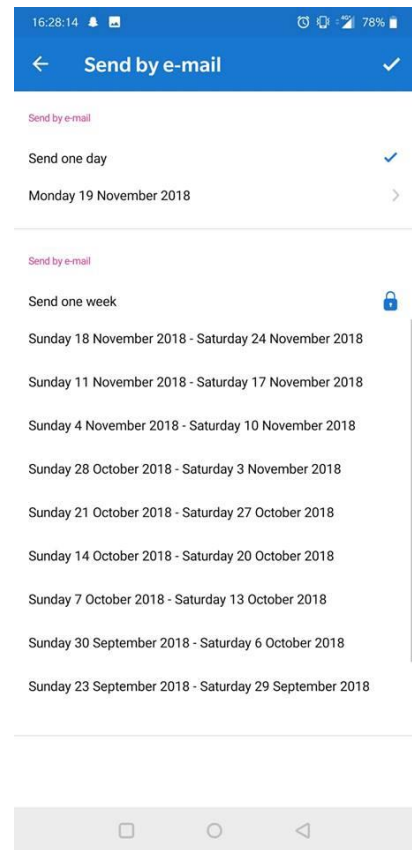 16:28:14 4G 78%
Send by e-mail
Send by e-mail
Send one day
Monday 19 November 2018
Send by e-mail
Send one week
Sunday 18 November 2018 - Saturday 24 November 2018
Sunday 11 November 2018 - Saturday 17 November 2018
Sunday 4 November 2018 - Saturday 10 November 2018
Sunday 28 October 2018 - Saturday 3 November 2018
Sunday 21 October 2018 - Saturday 27 October 2018
Sunday 14 October 2018 - Saturday 20 October 2018
Sunday 7 October 2018 - Saturday 13 October 2018
Sunday 30 September 2018 - Saturday 6 October 2018
Sunday 23 September 2018 - Saturday 29 September 2018